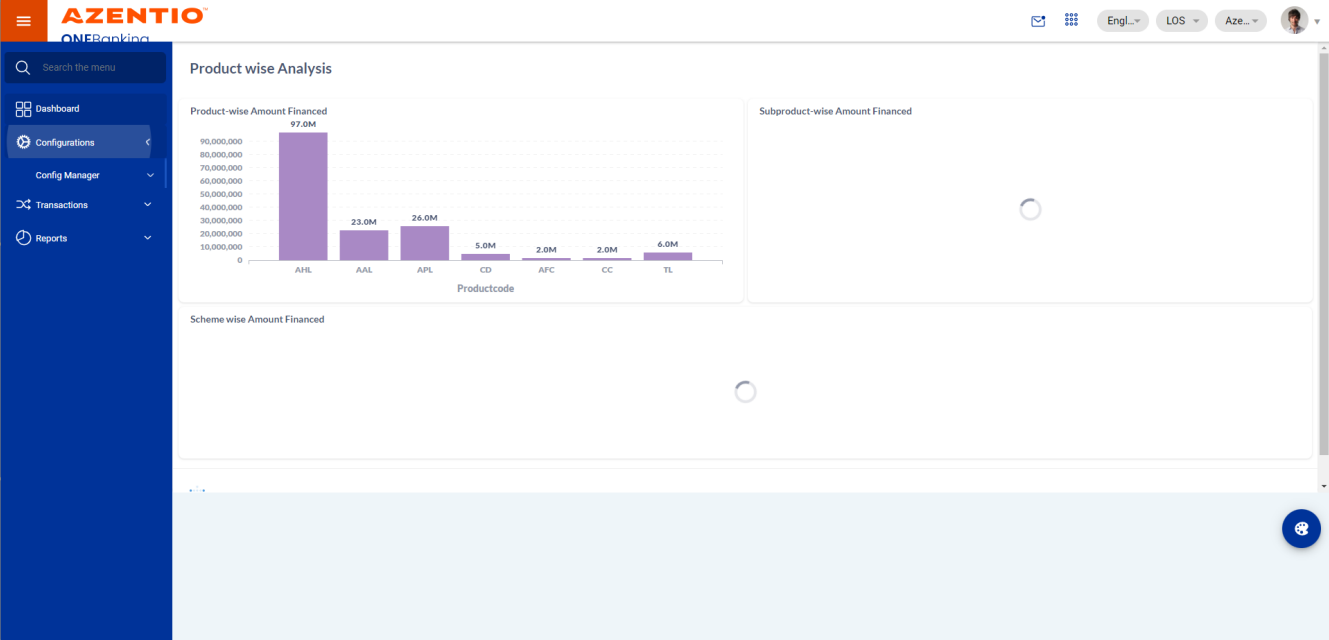 AZENTIO
ONEBanking
Engl...
LOS
Aze...
Search the menu
Dashboard
Configurations
Config Manager
Transactions
Reports
Product wise Analysis
Product-wise Amount Financed
97.0M
90,000,000
80,000,000
70,000,000
60,000,000
50,000,000
40,000,000
30,000,000
20,000,000
10,000,000
0
23.0M
26.0M
5.0M
2.0M
2.0M
6.0M
AHL AAL APL CD AFC CC TL
Productcode
Subproduct-wise Amount Financed
Scheme wise Amount Financed